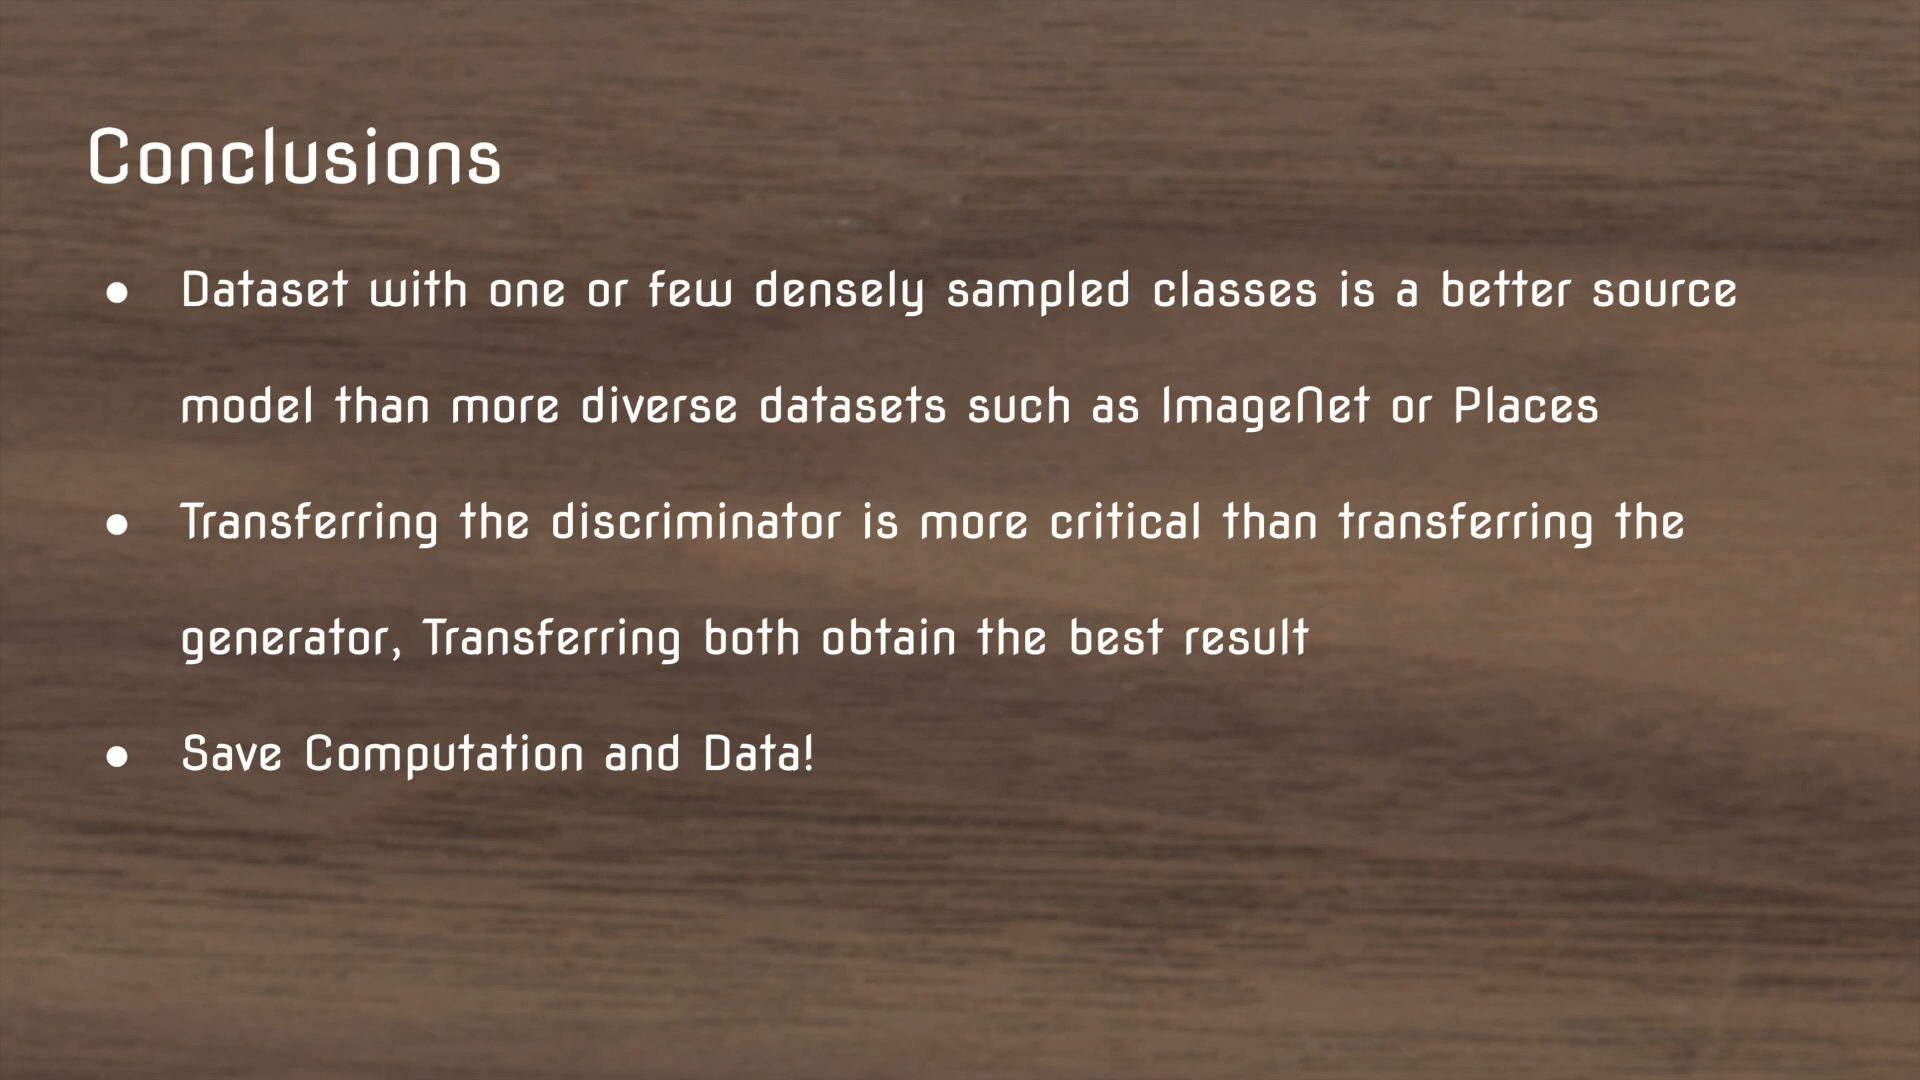 Conclusions
● Dataset with one or few densely sampled classes is a better source
model than more diverse datasets such as ImageNet or Places
● Transferring the discriminator is more critical than transferring the
generator, Transferring both obtain the best result
● Save Computation and Data!